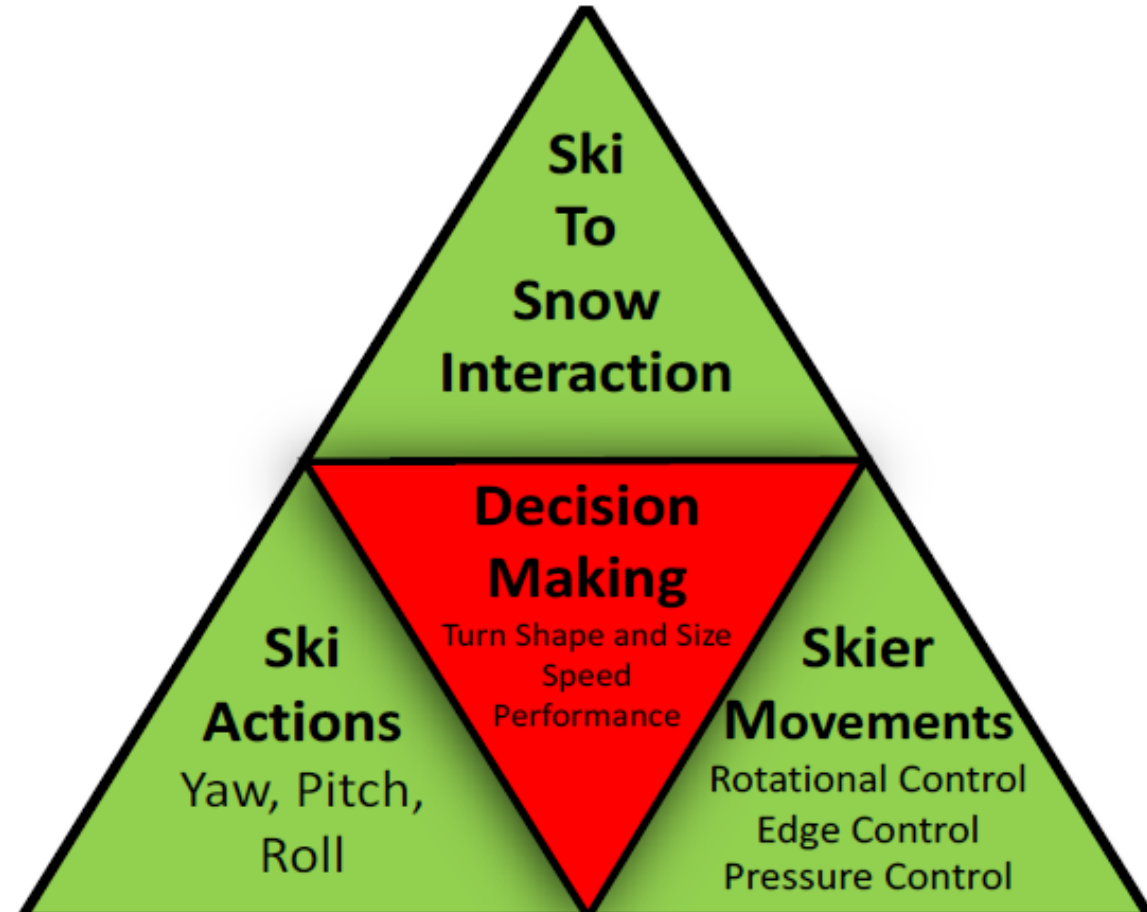 Ski
To
Snow
Interaction
Decision
Making
Turn Shape and Size
Speed
Performance
Ski
Actions
Yaw, Pitch,
Roll
Skier
Movements
Rotational Control
Edge Control
Pressure Control